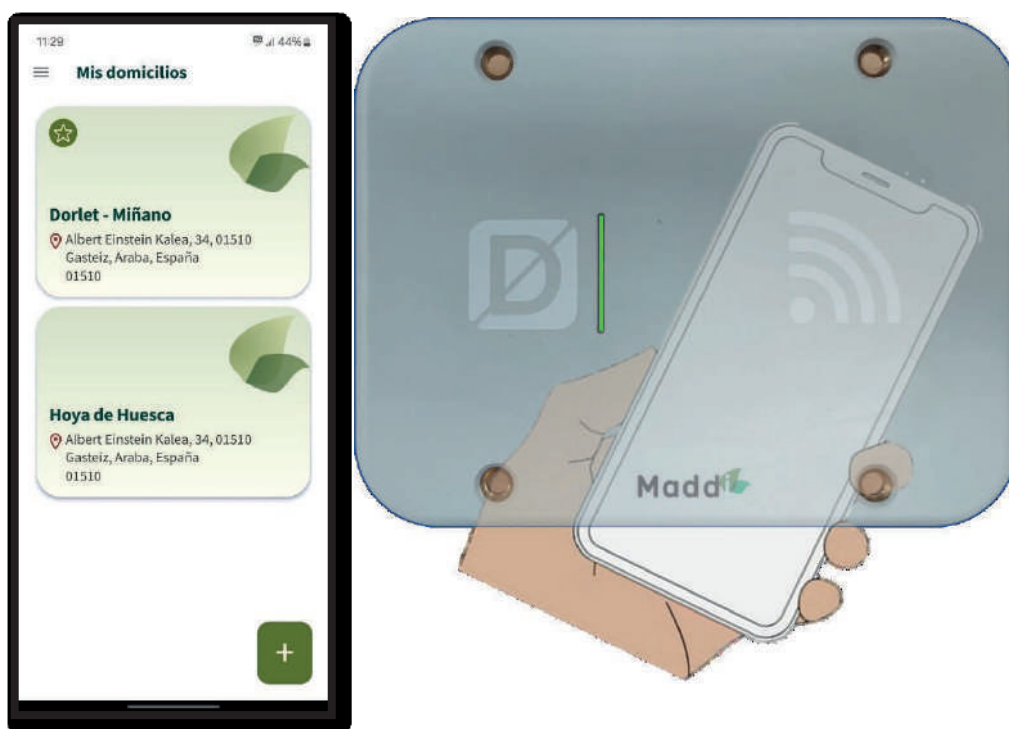 11:29
44%
Mis domicilios
Dorlet - Miñano
Albert Einstein Kalea, 34, 01510
Gasteiz, Araba, España
01510
Hoya de Huesca
Albert Einstein Kalea, 34, 01510
Gasteiz, Araba, España
01510
+
D
Madd